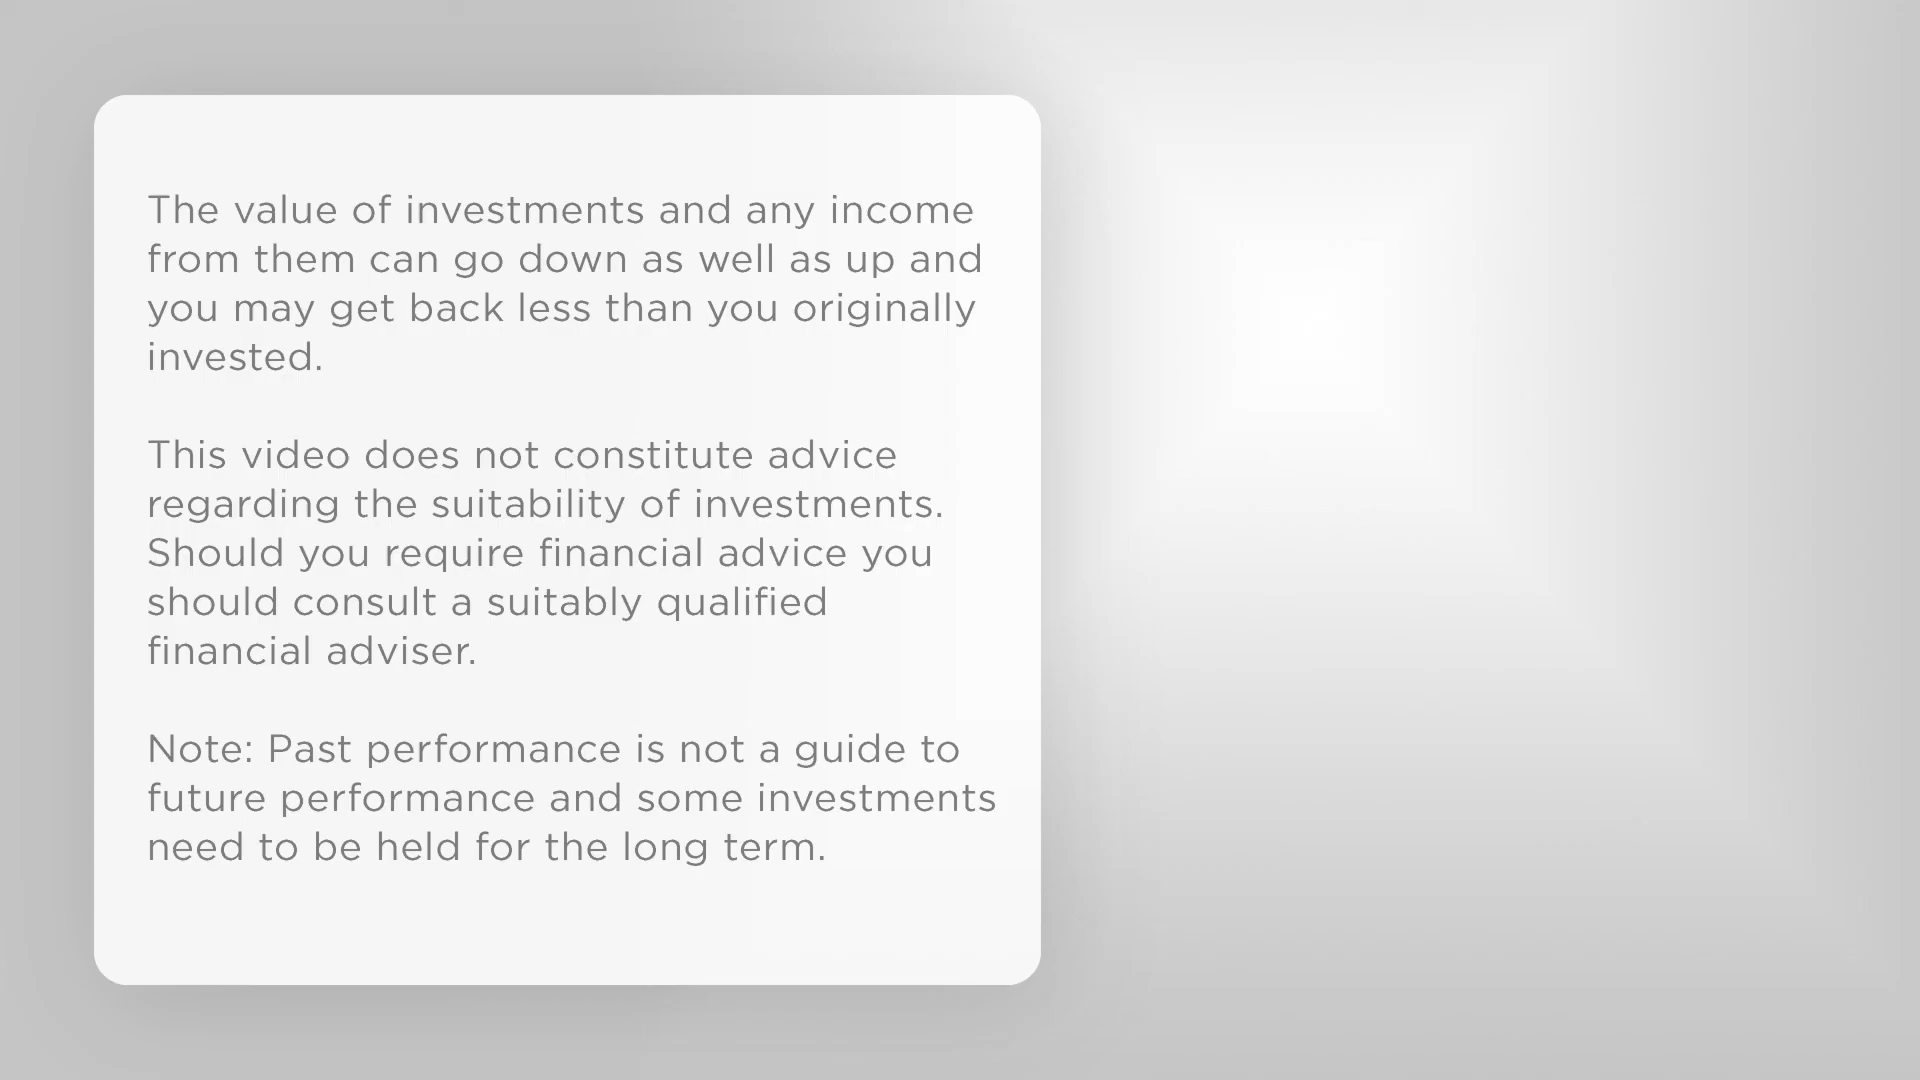 The value of investments and any income
from them can go down as well as up and
you may get back less than you originally
invested.
This video does not constitute advice
regarding the suitability of investments.
Should you require financial advice you
should consult a suitably qualified
financial adviser.
Note: Past performance is not a guide to
future performance and some investments
need to be held for the long term.